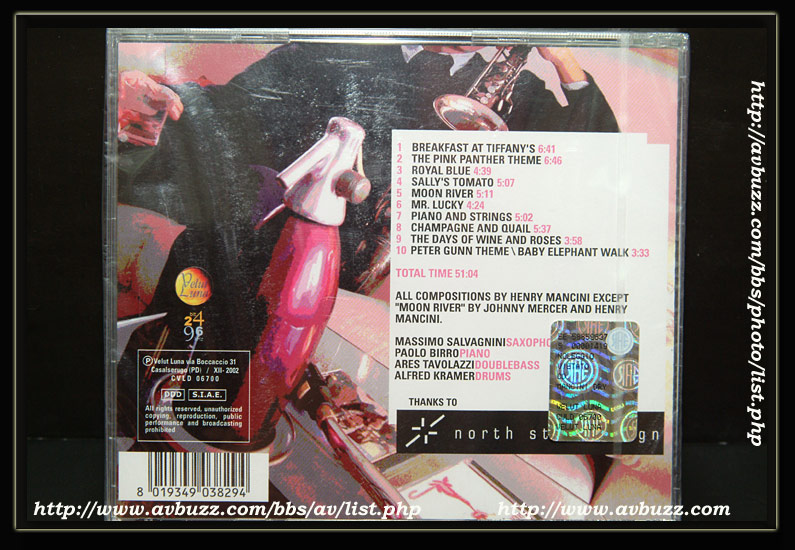 1 BREAKFAST AT TIFFANY'S 6:41
2 THE PINK PANTHER THEME 6:46
3 ROYAL BLUE 4:39
4 SALLY'S TOMATO 5:07
5 MOON RIVER 5:11
6 MR. LUCKY 4:24
7 PIANO AND STRINGS 5:02
8 CHAMPAGNE AND QUAIL 5:37
9 THE DAYS OF WINE AND ROSES 3:58
10 PETER GUNN THEME \ BABY ELEPHANT WALK 3:33
TOTAL TIME 51:04
ALL COMPOSITIONS BY HENRY MANCINI EXCEPT
"MOON RIVER" BY JOHNNY MERCER AND HENRY
MANCINI.
MASSIMO SALVAGNINI
PAOLO BIRRO PIANO
ARES TAVOLAZZI DOUBLEBASS
ALFRED KRAMER DRUMS
THANKS TO
north
Velut
Luna
24
96
℗ Velut Luna via Boccaccio 31
Casalserugo (PD) / XII- 2002
CVLD 06700
DDD S.I.A.E.
All rights reserved, unauthorized
copying, reproduction, public
performance and broadcasting
prohibited
8 019349 038294
http://avbuzz.com/bbs/photo/list.php
http://www.avbuzz.com/bbs/av/list.php
http://www.avbuzz.com